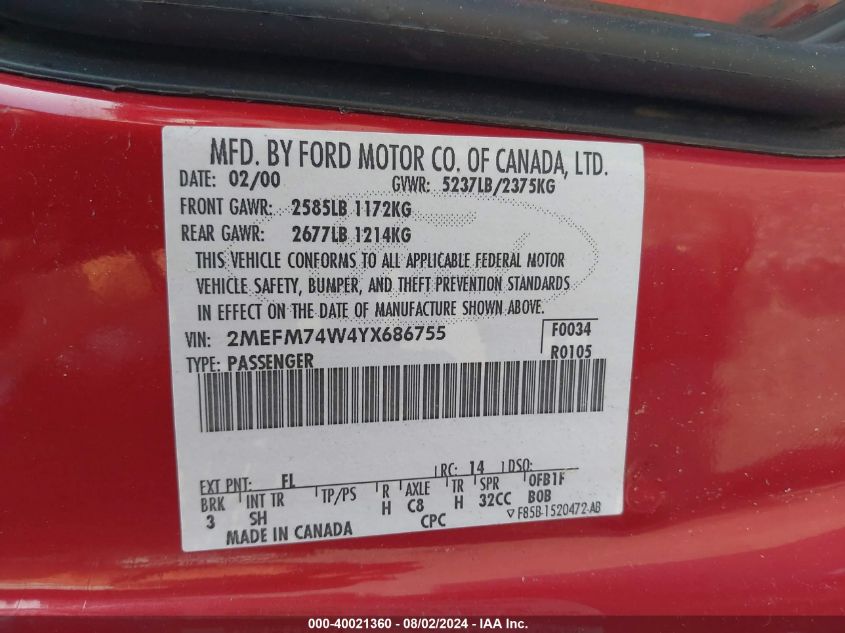 MFD. BY FORD MOTOR CO. OF CANADA, LTD.
DATE: 02/00 GVWR: 5237LB/2375KG
FRONT GAWR: 2585LB 1172KG
REAR GAWR: 2677LB 1214KG
THIS VEHICLE CONFORMS TO ALL APPLICABLE FEDERAL MOTOR
VEHICLE SAFETY, BUMPER, AND THEFT PREVENTION STANDARDS
IN EFFECT ON THE DATE OF MANUFACTURE SHOWN ABOVE.
VIN: 2MEFM74W4YX686755 F0034
TYPE: PASSENGER R0105
EXT PNT: FL RC: 14 DSO:
BRK INT TR TP/PS R AXLE TR SPR 0FB1F
3 SH H C8 H 32CC B0B
MADE IN CANADA CPC F85B-1520472-AB
000-40021360 - 08/02/2024 - IAA Inc.